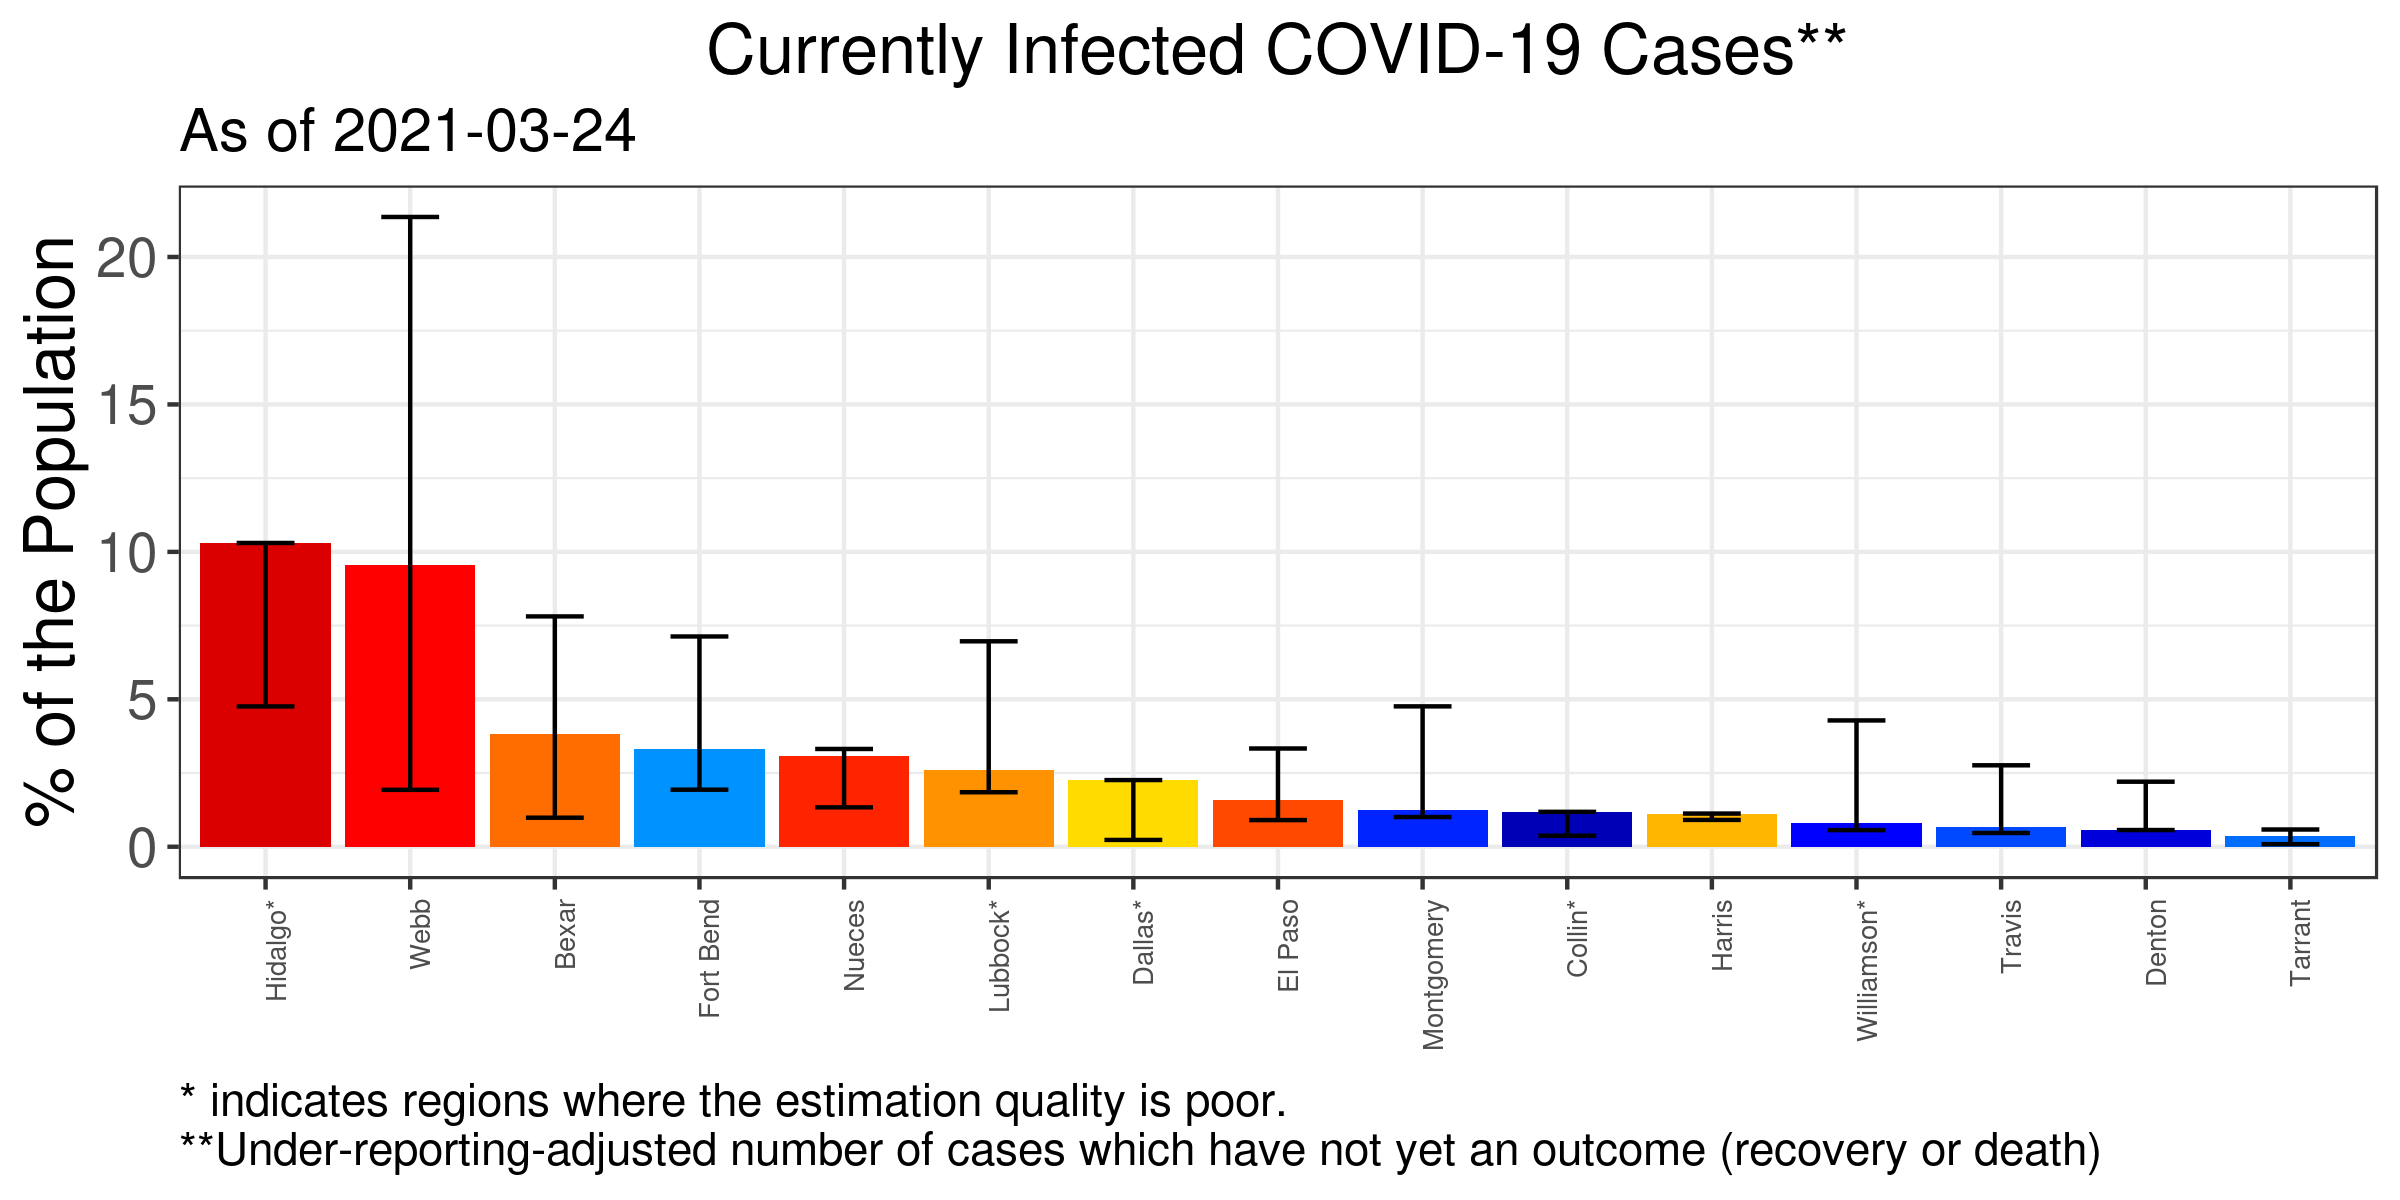 Currently Infected COVID-19 Cases**
As of 2021-03-24
% of the Population
20
15
10
5
0
Hidalgo*
Webb
Bexar
Fort Bend
Nueces
Lubbock*
Dallas*
El Paso
Montgomery
Collin*
Harris
Williamson*
Travis
Denton
Tarrant
* indicates regions where the estimation quality is poor.
**Under-reporting-adjusted number of cases which have not yet an outcome (recovery or death)